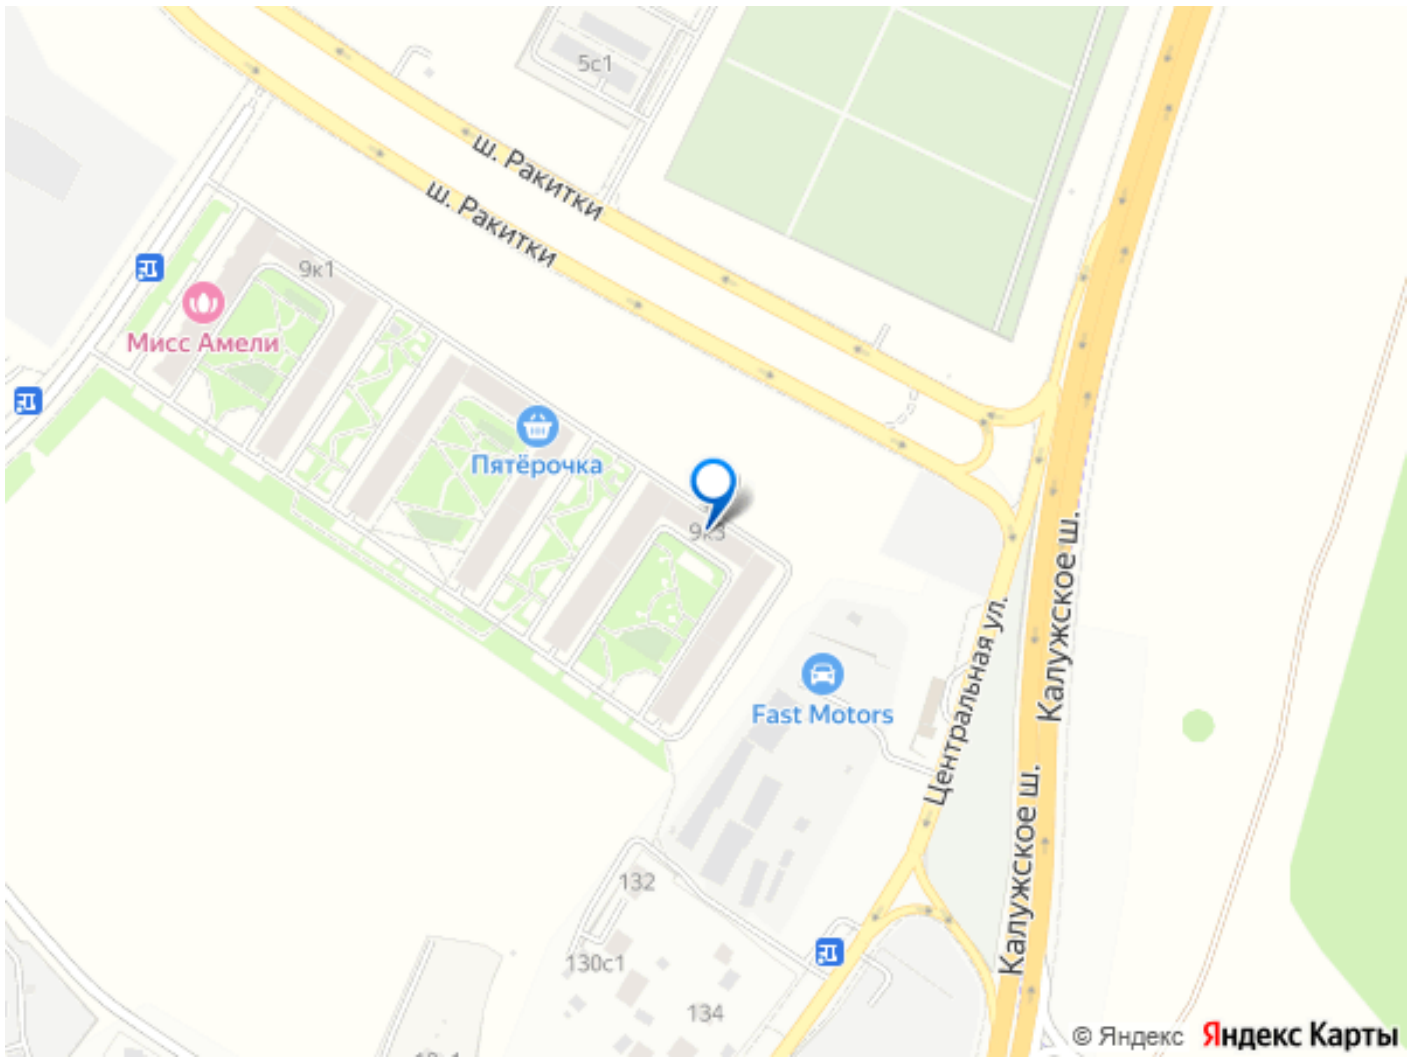 5с1
ш. Ракитки
ш. Ракитки
9к1
Мисс Амели
Пятёрочка
9к3
Калужское ш.
Центральная ул.
Fast Motors
Калужское ш.
132
130с1
134
© Яндекс Яндекс Карты